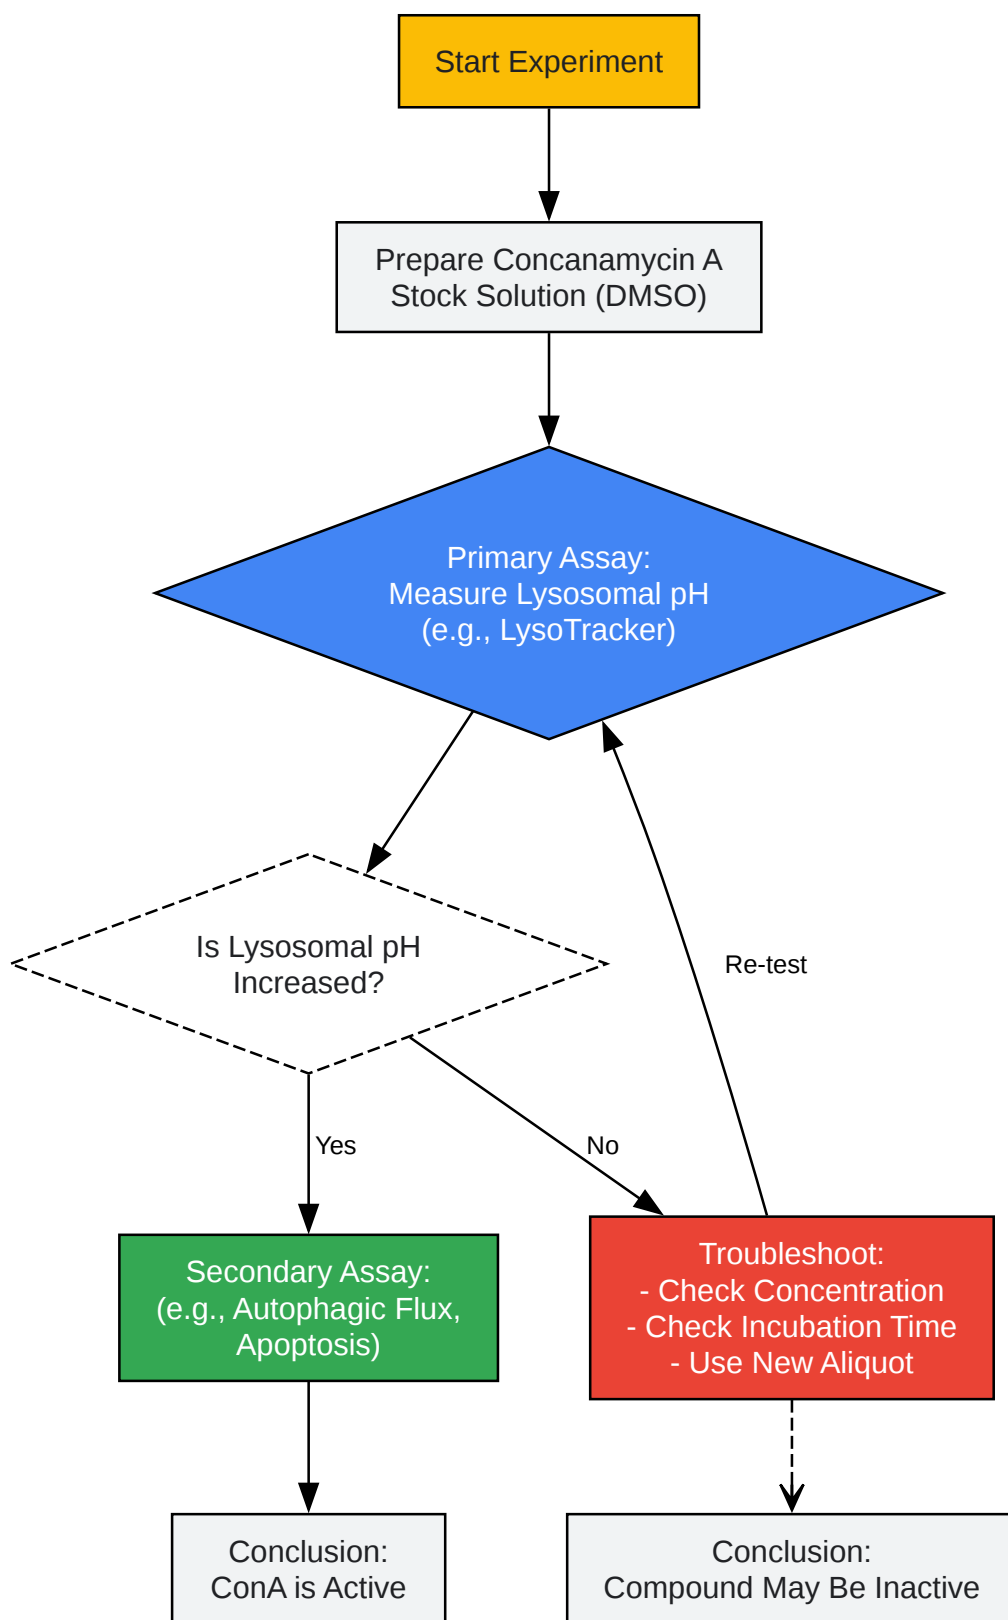 Start Experiment
Prepare Concanamycin A
Stock Solution (DMSO)
Primary Assay:
Measure Lysosomal pH
(e.g., LysoTracker)
Is Lysosomal pH
Increased?
Re-test
Yes
No
Secondary Assay:
(e.g., Autophagic Flux,
Apoptosis)
Troubleshoot:
- Check Concentration
- Check Incubation Time
- Use New Aliquot
Conclusion:
ConA is Active
Conclusion:
Compound May Be Inactive